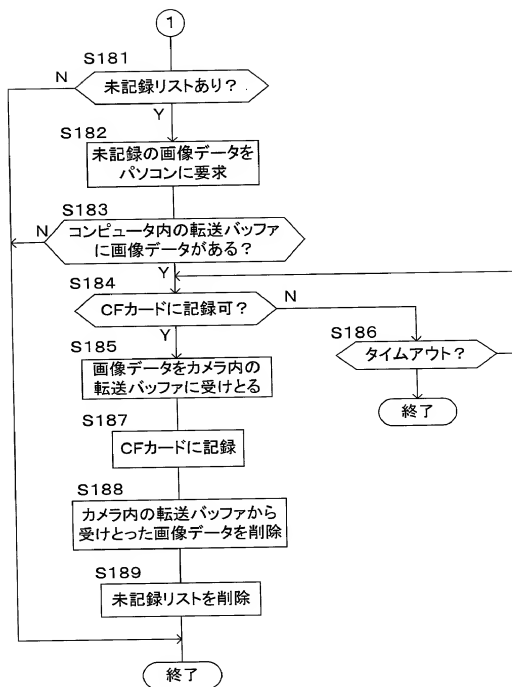 1
S181
N
未記録リストあり?
Y
S182
未記録の画像データを
パソコンに要求
S183
N
コンピュータ内の転送バッファ
に画像データがある?
Y
S184
CFカードに記録可?
N
Y
S186
タイムアウト?
終了
S185
画像データをカメラ内の
転送バッファに受けとる
S187
CFカードに記録
S188
カメラ内の転送バッファから
受けとった画像データを削除
S189
未記録リストを削除
終了